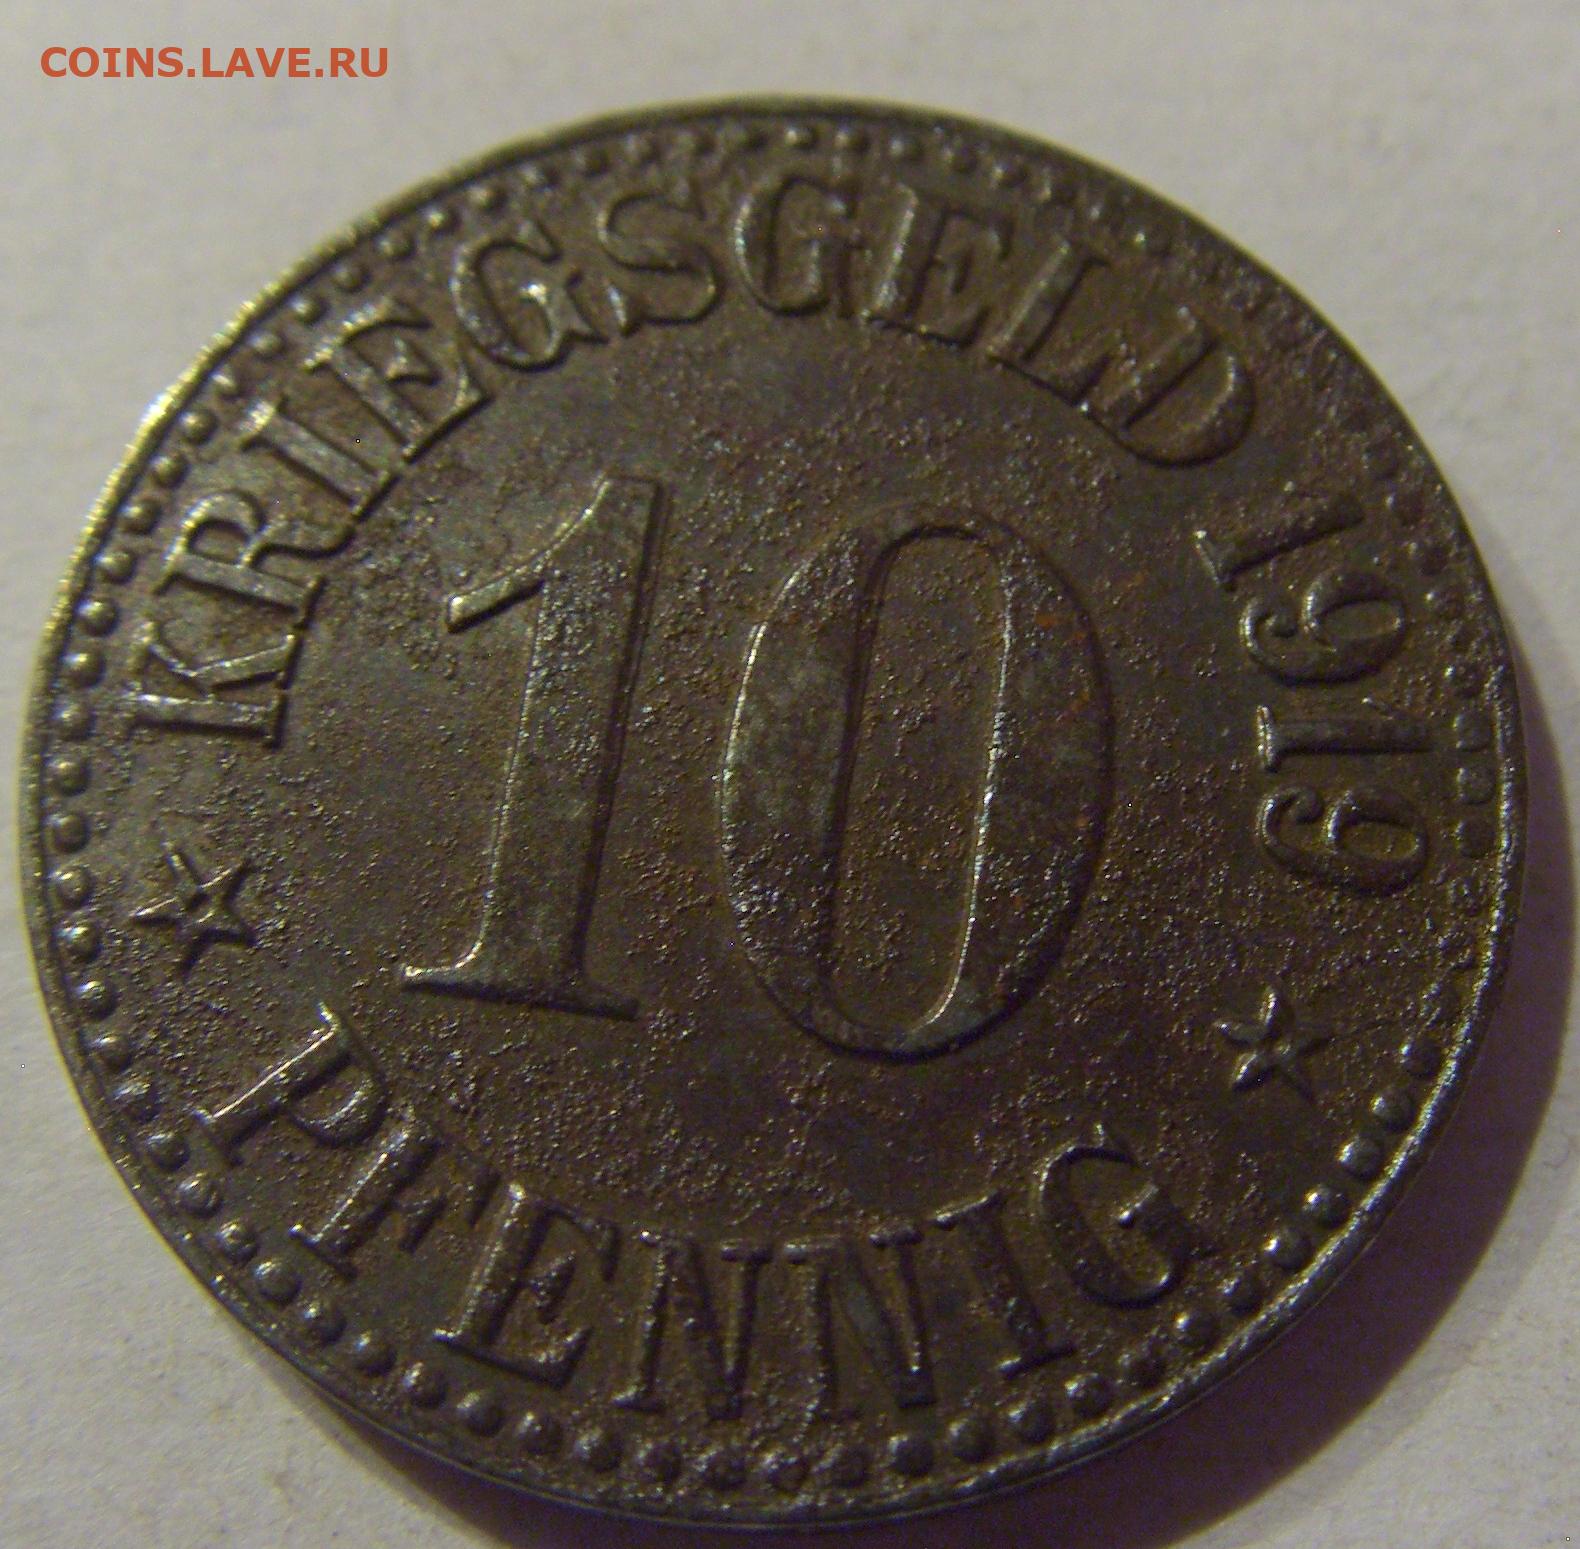 COINS.LAVE.RU
KRIEGSGELD 1919
10
PFENNIG